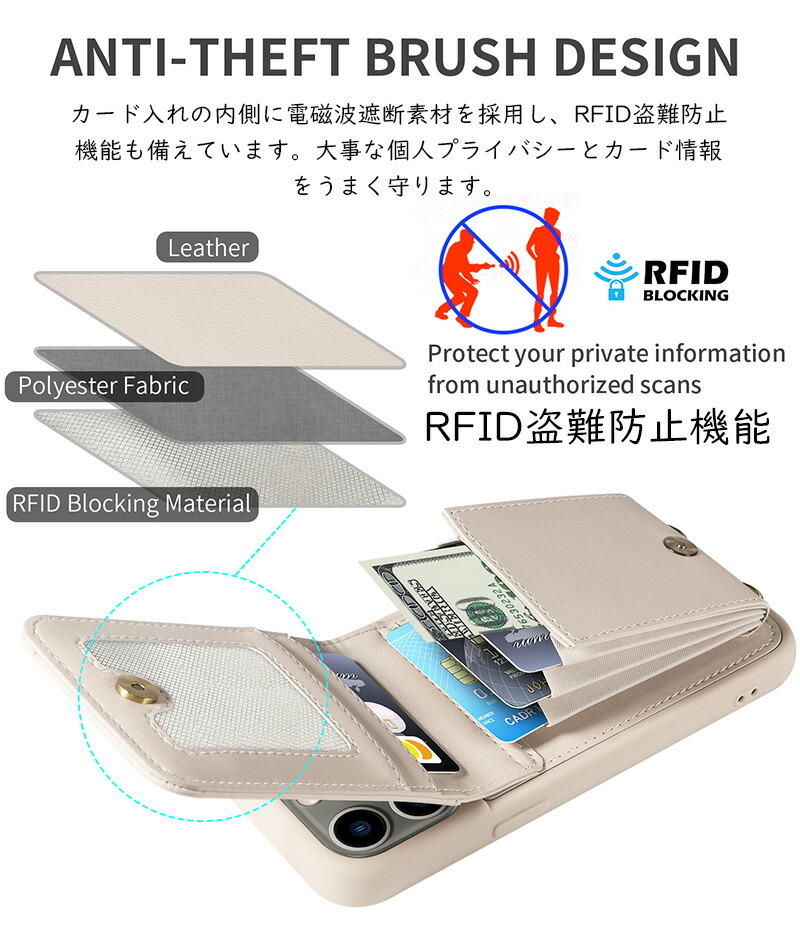 ANTI-THEFT BRUSH DESIGN
カード入れの内側に電磁波遮断素材を採用し、RFID盗難防止
機能も備えています。大事な個人プライバシーとカード情報
をうまく守ります。
Leather
Polyester Fabric
RFID Blocking Material
RFID
BLOCKING
Protect your private information
from unauthorized scans
RFID盗難防止機能
CADR